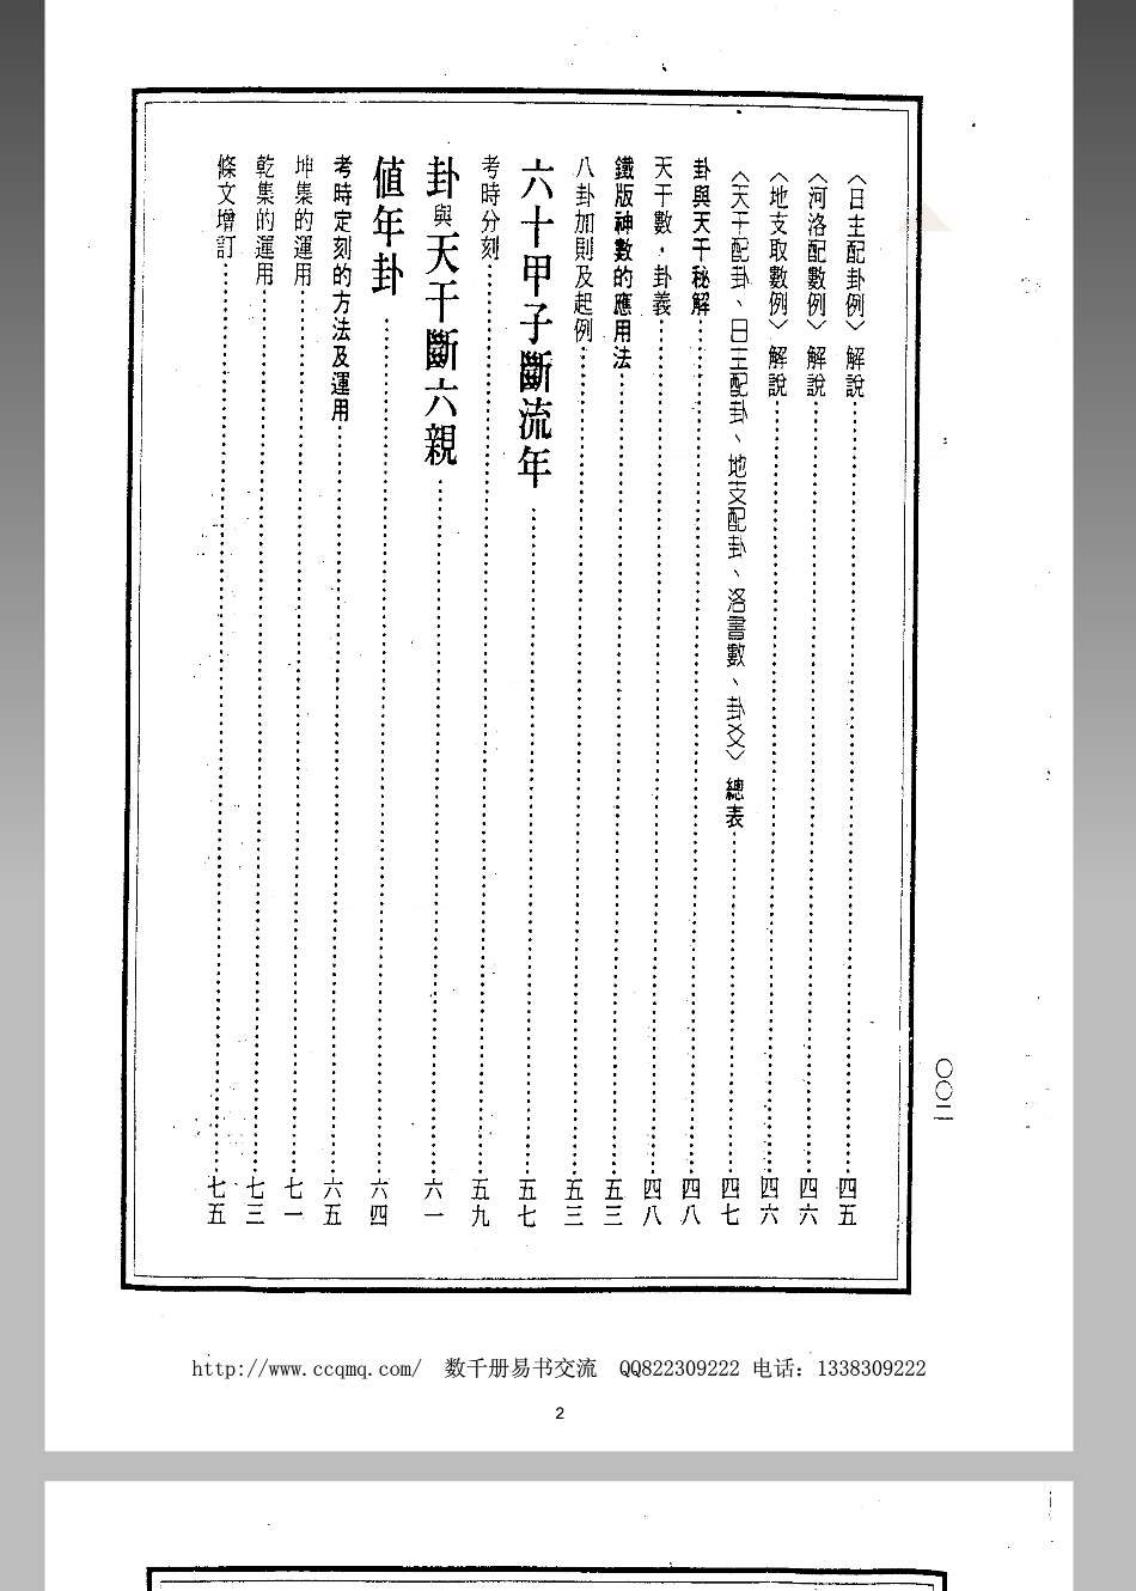 〈日主配卦例〉解說……四五
〈河洛配數例〉解說……四六
〈地支取數例〉解說……四六
〈天干配卦、日主配卦、地支配卦、洛書數、卦爻〉總表……四七
卦與天干秘解……四八
天干數，卦義……四八
鐵版神數的應用法……五三
八卦加則及起例……五三
六十甲子斷流年……五七
考時分刻……五九
卦與天干斷六親……六一
值年卦……六四
考時定刻的方法及運用……六五
坤集的運用……七一
乾集的運用……七三
條文增訂……七五
〇〇二
http://www.ccqmq.com/ 数千册易书交流 QQ822309222 电话：1338309222
2